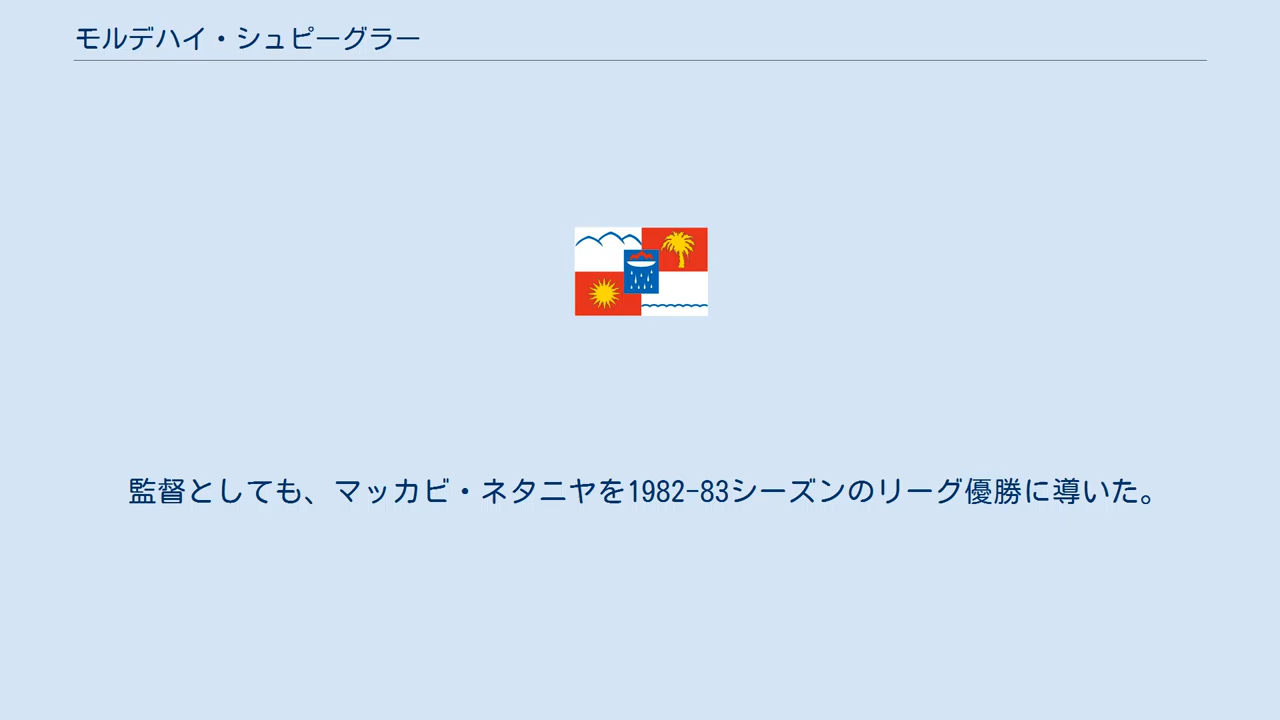 モルデハイ・シュピーグラー
監督としても、マッカビ・ネタニヤを1982-83シーズンのリーグ優勝に導いた。